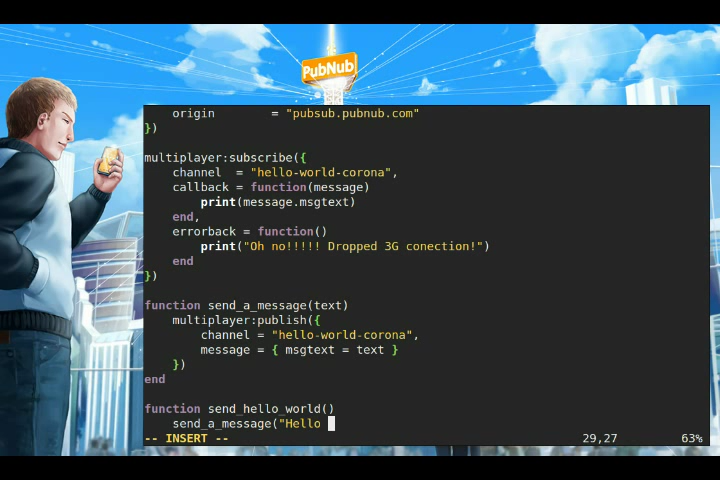 PubNub
    origin        = "pubsub.pubnub.com"
})

multiplayer:subscribe({
    channel  = "hello-world-corona",
    callback = function(message)
        print(message.msgtext)
    end,
    errorback = function()
        print("Oh no!!!!! Dropped 3G conection!")
    end
})

function send_a_message(text)
    multiplayer:publish({
        channel = "hello-world-corona",
        message = { msgtext = text }
    })
end

function send_hello_world()
    send_a_message("Hello
-- INSERT -- 29,27 63%